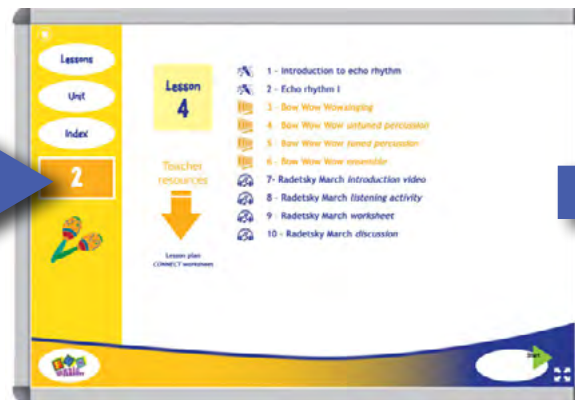 Lessons
Unit
Index
2
Lesson
4
Teacher
resources
Lesson plan
CONNECT worksheet
1 - Introduction to echo rhythm
2 - Echo rhythm I
3 - Bow Wow Wow singing
4 - Bow Wow Wow untuned percussion
5 - Bow Wow Wow tuned percussion
6 - Bow Wow Wow ensemble
7- Radetsky March introduction video
8 - Radetsky March listening activity
9 - Radetsky March worksheet
10 - Radetsky March discussion
Start